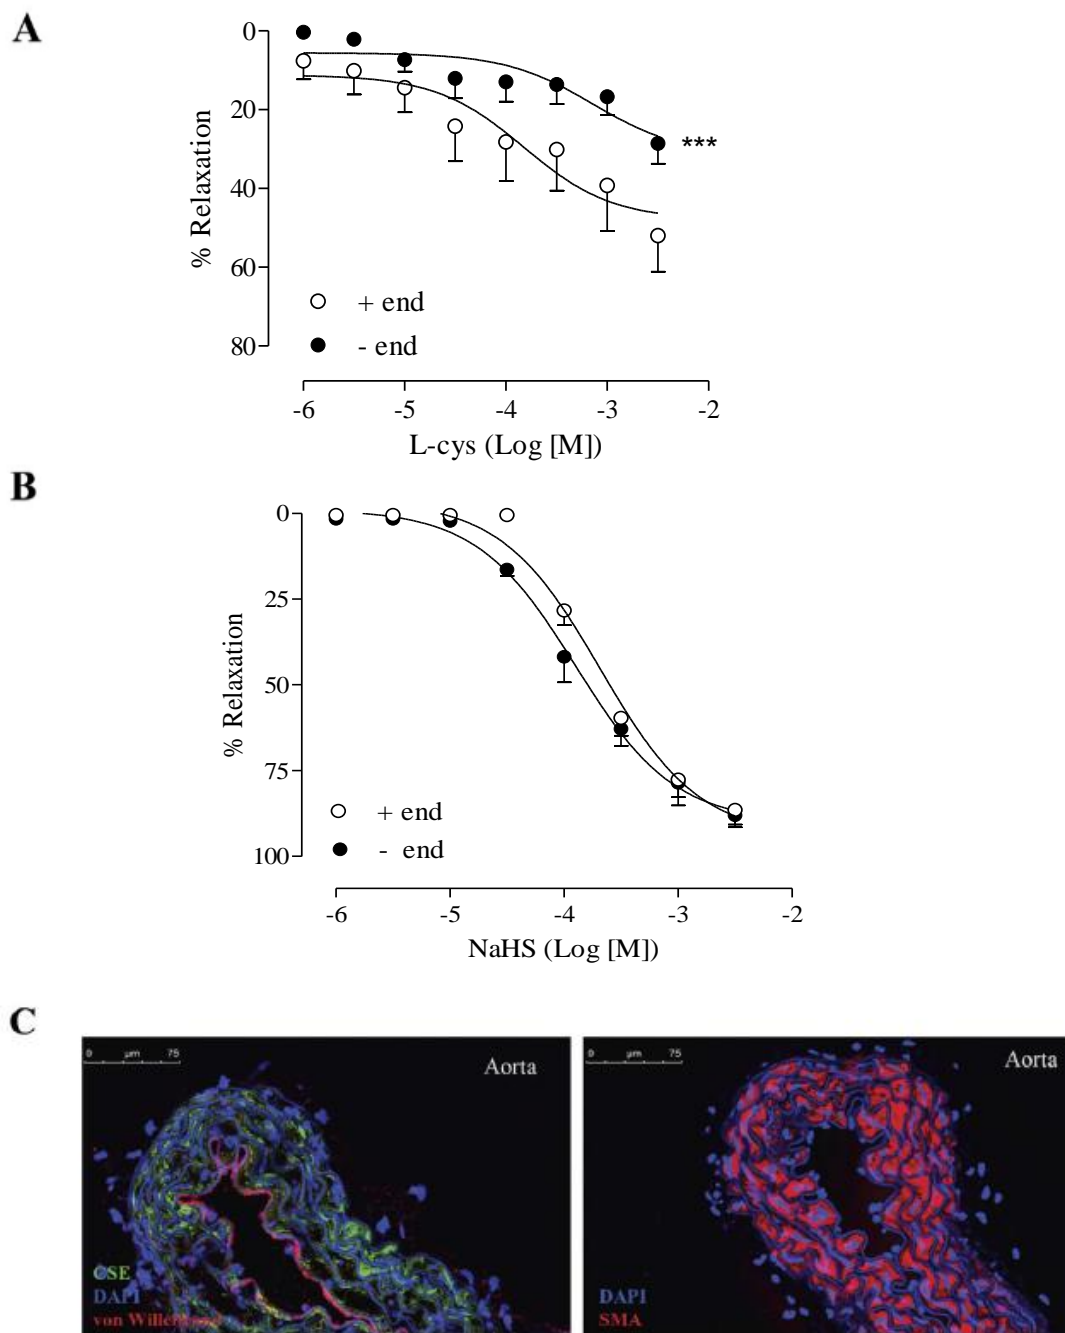 A
0
20
40
60
80
% Relaxation
***
+ end
- end
-6 -5 -4 -3 -2
L-cys (Log [M])
B
0
25
50
75
100
% Relaxation
+ end
- end
-6 -5 -4 -3 -2
NaHS (Log [M])
C
0 µm 75
Aorta
CSE
DAPI
von
0 µm 75
Aorta
DAPI
SMA